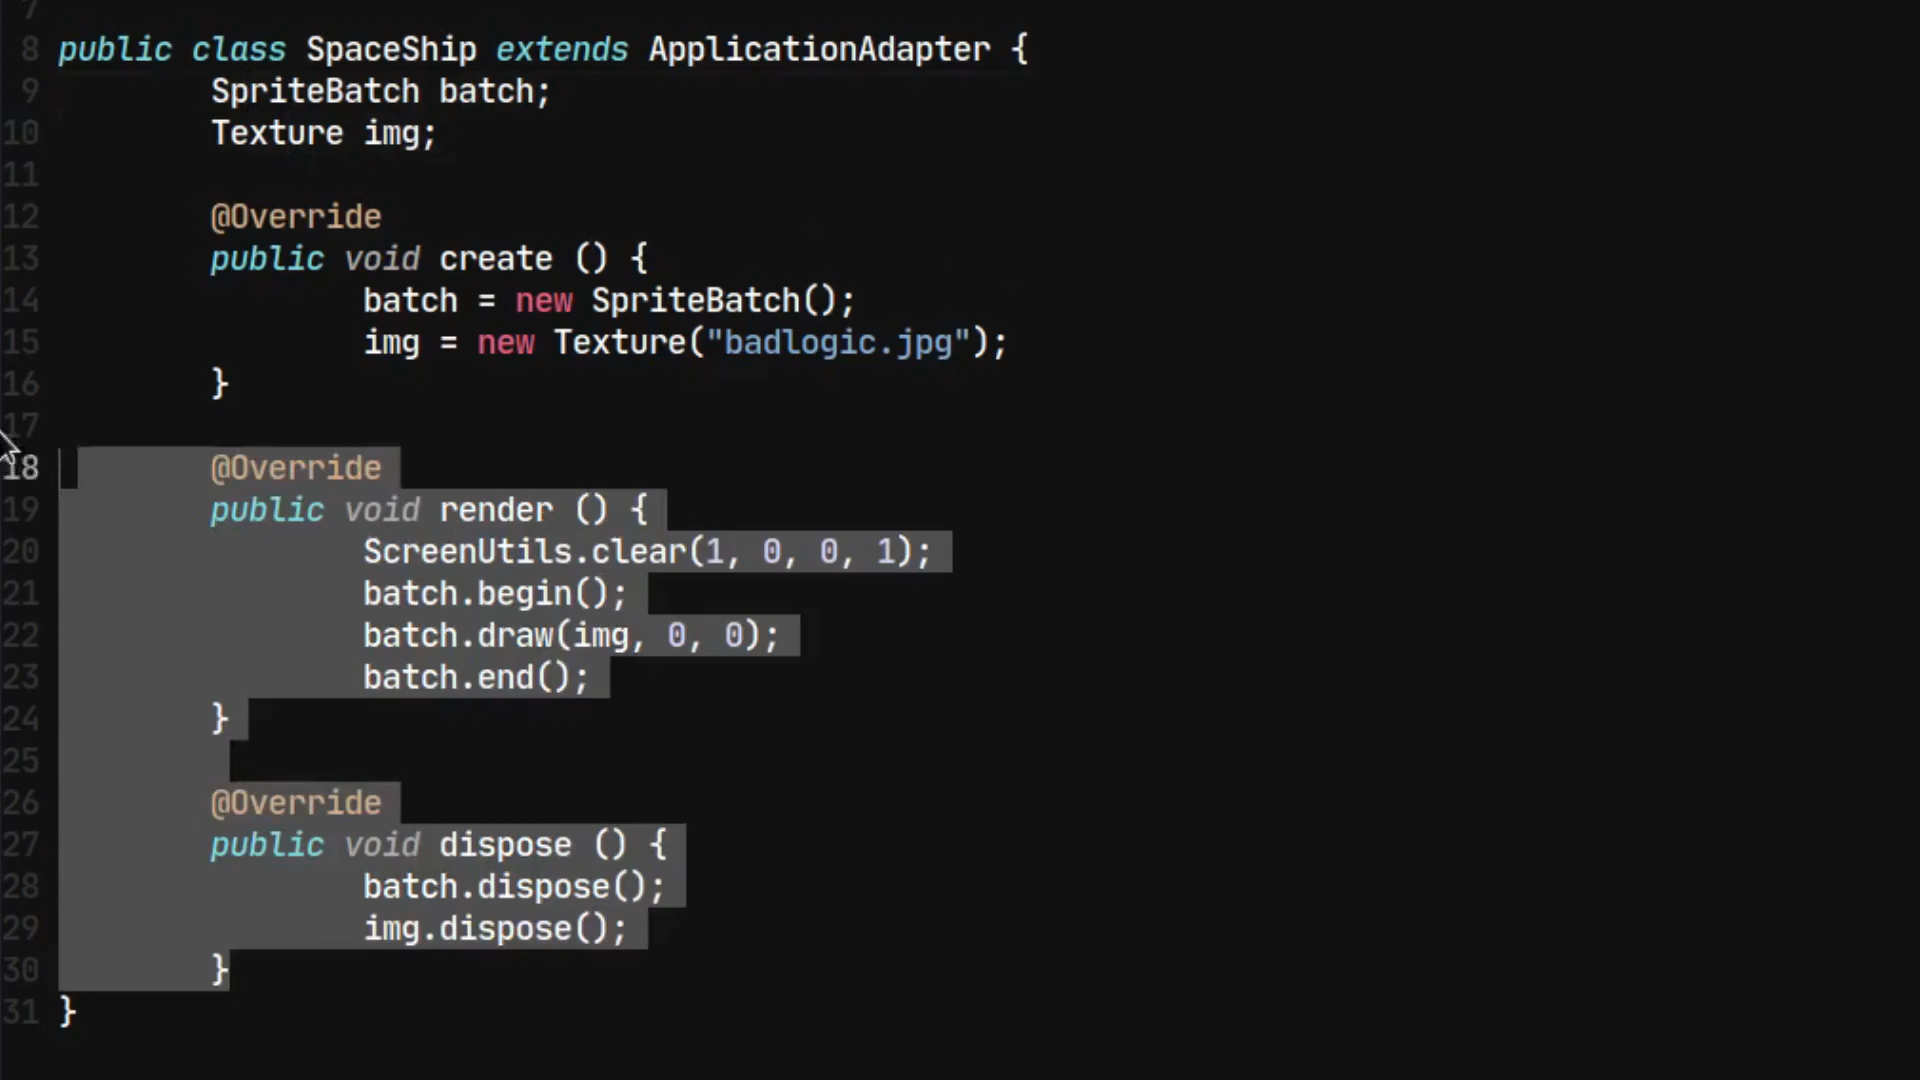 7
8 public class SpaceShip extends ApplicationAdapter {
9 SpriteBatch batch;
10 Texture img;
11
12 @Override
13 public void create () {
14 batch = new SpriteBatch();
15 img = new Texture("badlogic.jpg");
16 }
17
18 @Override
19 public void render () {
20 ScreenUtils.clear(1, 0, 0, 1);
21 batch.begin();
22 batch.draw(img, 0, 0);
23 batch.end();
24 }
25
26 @Override
27 public void dispose () {
28 batch.dispose();
29 img.dispose();
30 }
31 }